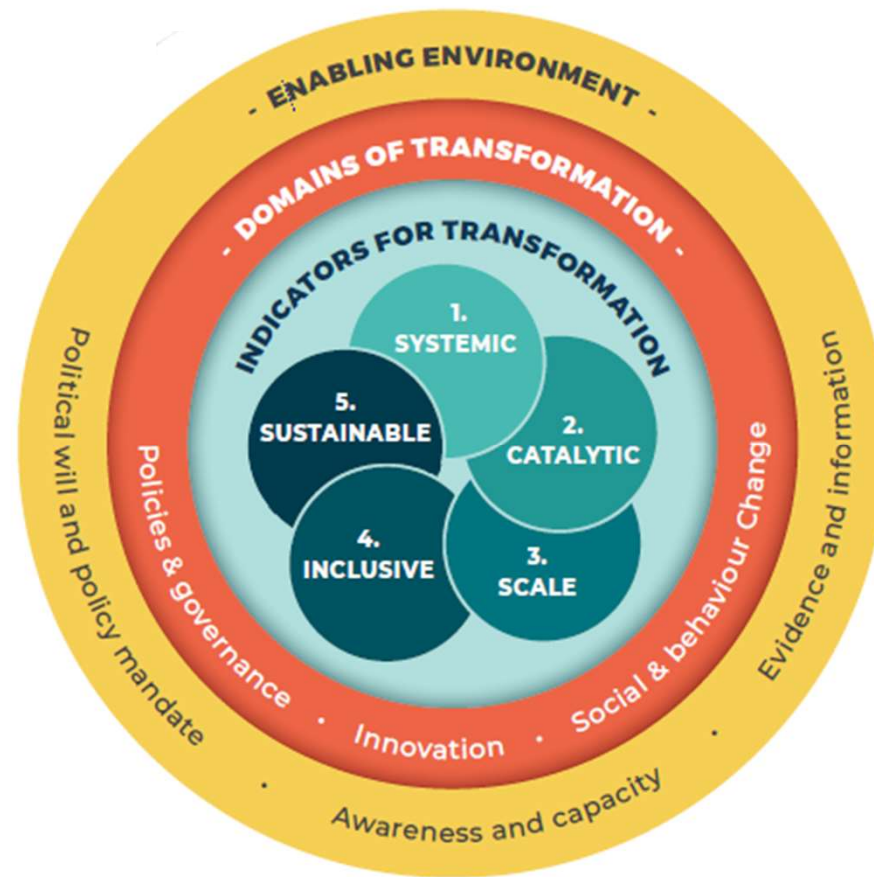 - ENABLING ENVIRONMENT -
- DOMAINS OF TRANSFORMATION -
INDICATORS FOR TRANSFORMATION
1.
SYSTEMIC
2.
CATALYTIC
3.
SCALE
4.
INCLUSIVE
5.
SUSTAINABLE
Policies & governance · Innovation · Social & behaviour Change
Political will and policy mandate · Awareness and capacity · Evidence and information